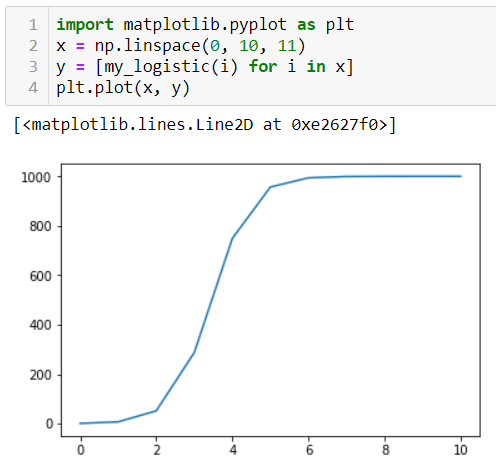 1 import matplotlib.pyplot as plt
2 x = np.linspace(0, 10, 11)
3 y = [my_logistic(i) for i in x]
4 plt.plot(x, y)
[<matplotlib.lines.Line2D at 0xe2627f0>]
1000
800
600
400
200
0
0 2 4 6 8 10